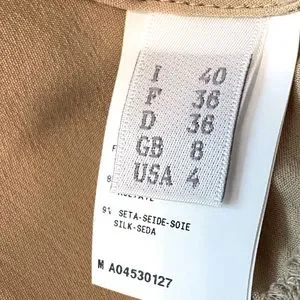 I 40
F 36
D 36
GB 8
USA 4
9% SETA-SEIDE-SOIE
SILK-SEDA
M A04530127